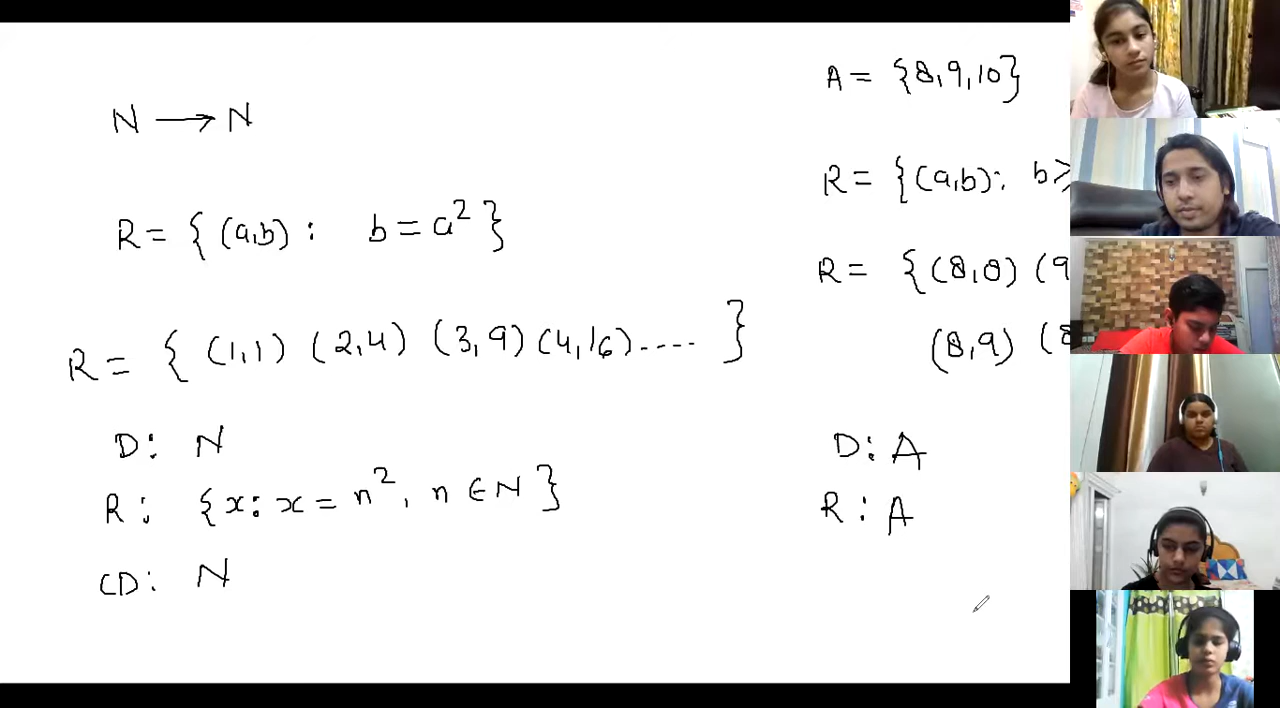 N → N
R = { (a,b) : b = a² }
R = { (1,1) (2,4) (3,9) (4,16) .... }
D : N
R : {x : x = n², n ∈ N }
CD : N
A = {8,9,10}
R = {(a,b) : b >
R = {(8,8) (9
(8,9) (8
D : A
R : A